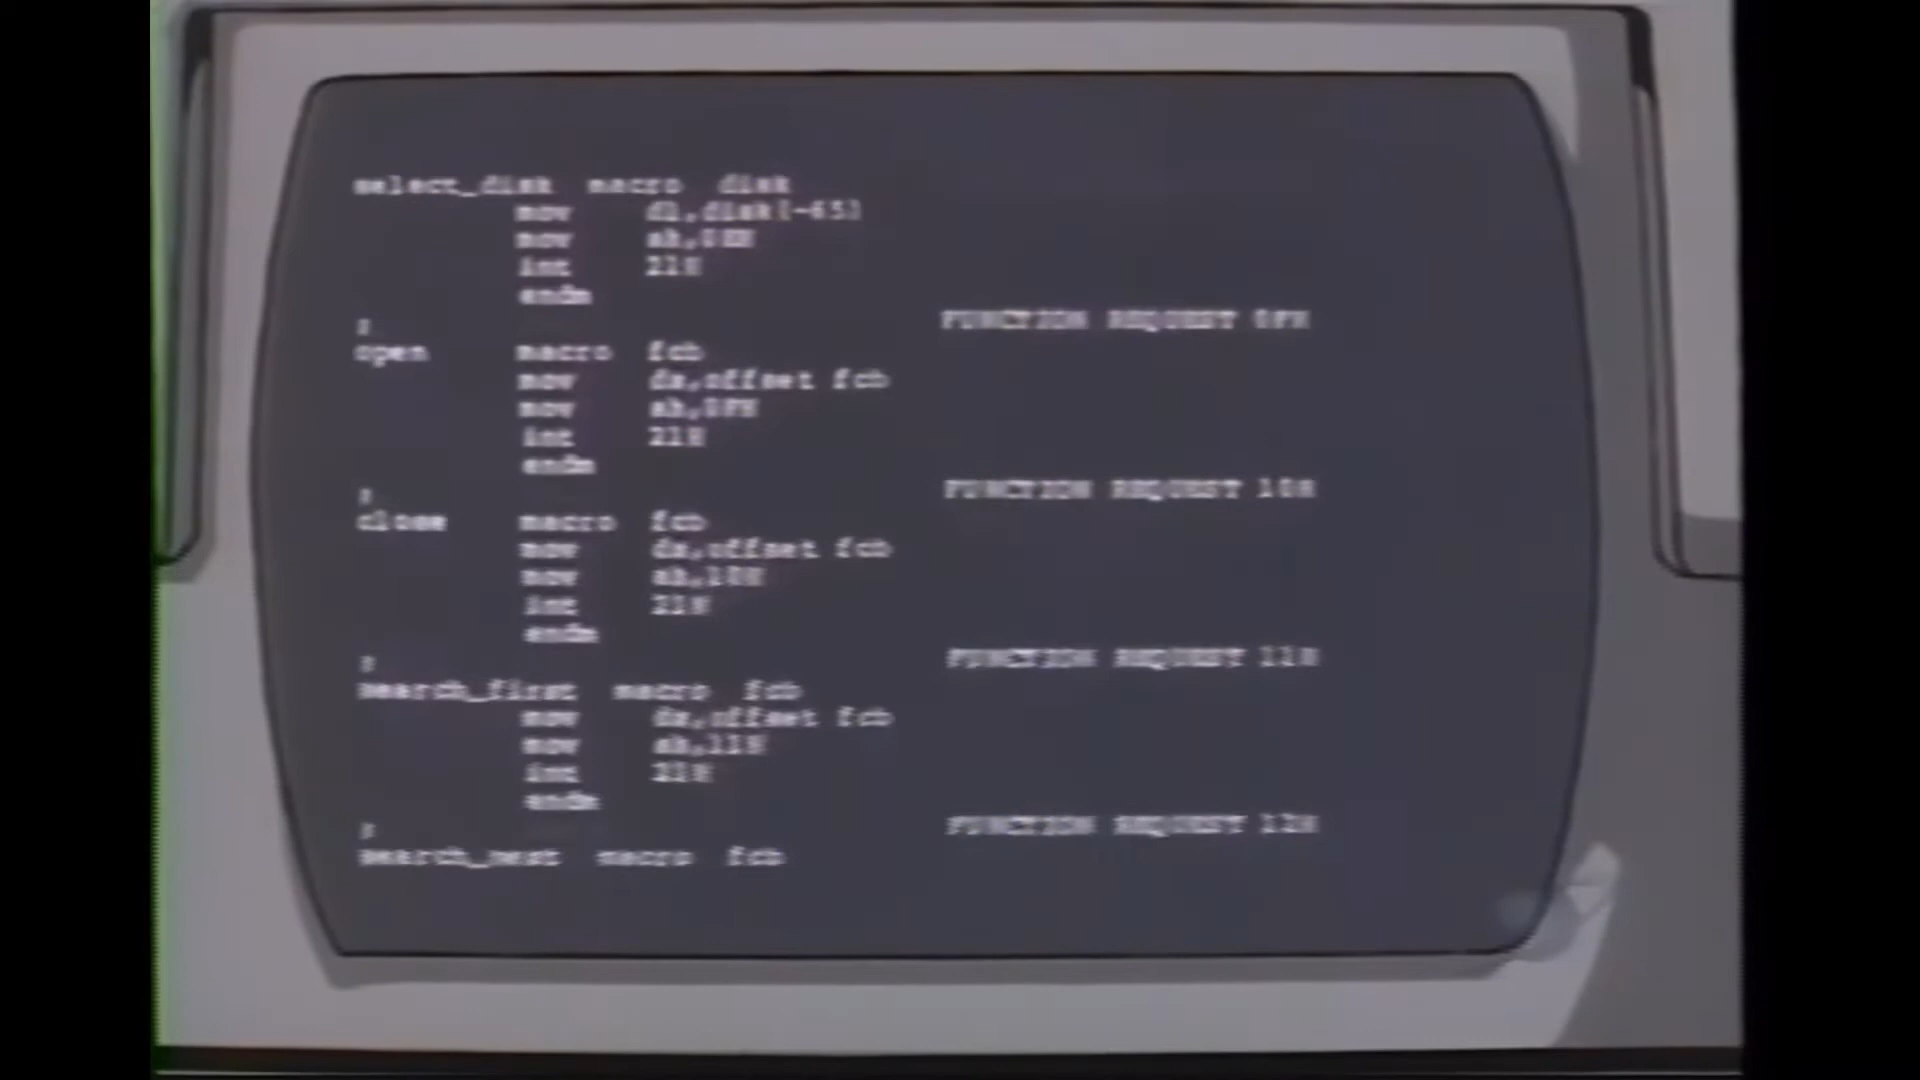 select_disk macro disk
mov dl,disk[-65]
mov ah,0EH
int 21H
endm
; FUNCTION REQUEST 0FH
open macro fcb
mov dx,offset fcb
mov ah,0FH
int 21H
endm
; FUNCTION REQUEST 10H
close macro fcb
mov dx,offset fcb
mov ah,10H
int 21H
endm
; FUNCTION REQUEST 11H
search_first macro fcb
mov dx,offset fcb
mov ah,11H
int 21H
endm
; FUNCTION REQUEST 12H
search_next macro fcb